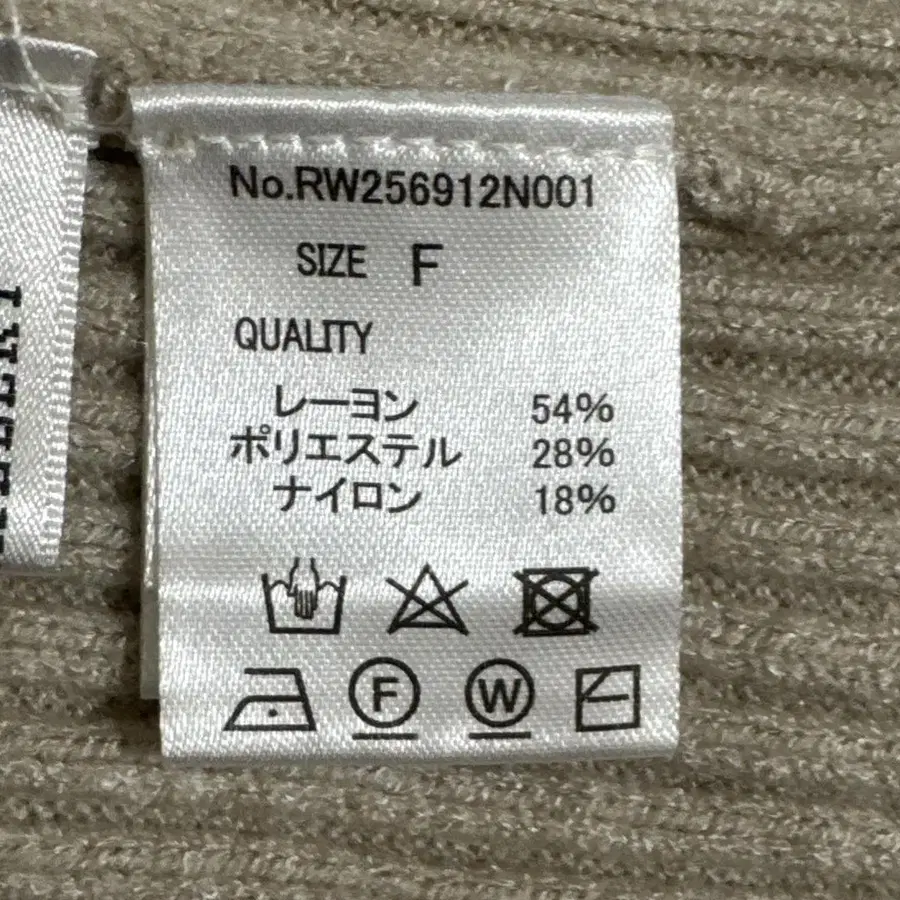 No.RW256912N001
SIZE F
QUALITY
レーヨン 54%
ポリエステル 28%
ナイロン 18%
F W